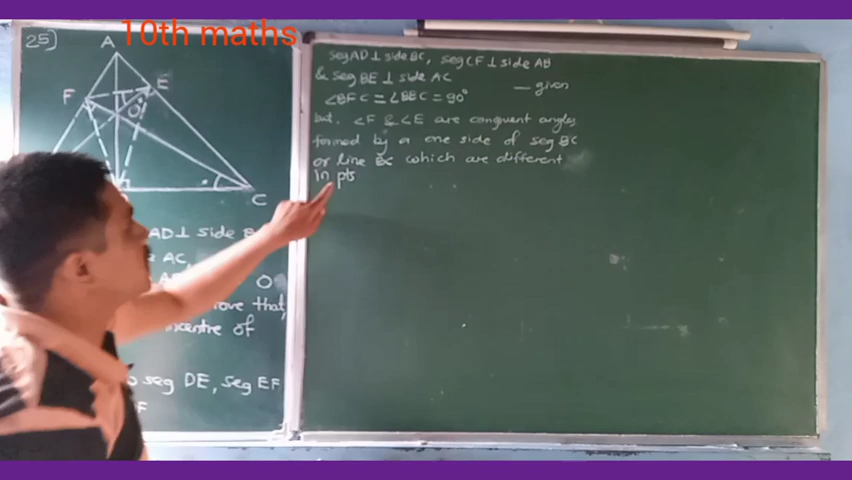 10th maths
25]
A
F
E
O
C
AD⊥ side B
AC,
O
ove that,
incentre of
seg DE, seg EF
F
seg AD ⊥ side BC, seg CF ⊥ side AB
& seg BE ⊥ side AC
— given
∠BFC = ∠BEC = 90°
but, ∠F & ∠E are congruent angles
formed by a one side of seg BC
or line BC which are different
in pts